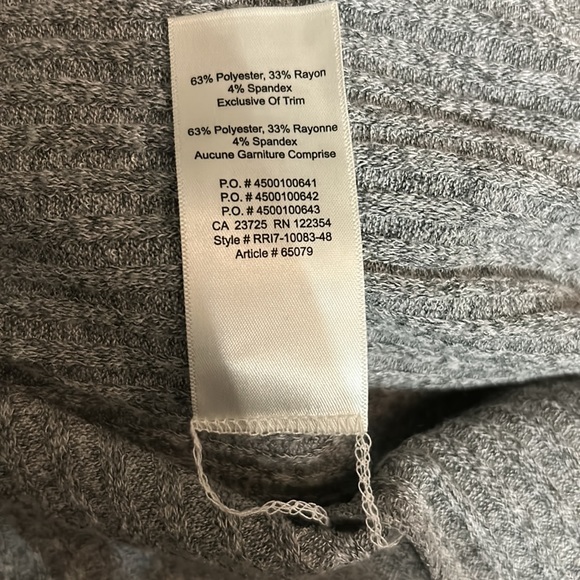 63% Polyester, 33% Rayon
4% Spandex
Exclusive Of Trim
63% Polyester, 33% Rayonne
4% Spandex
Aucune Garniture Comprise
P.O. # 4500100641
P.O. # 4500100642
P.O. # 4500100643
CA 23725 RN 122354
Style # RRI7-10083-48
Article # 65079